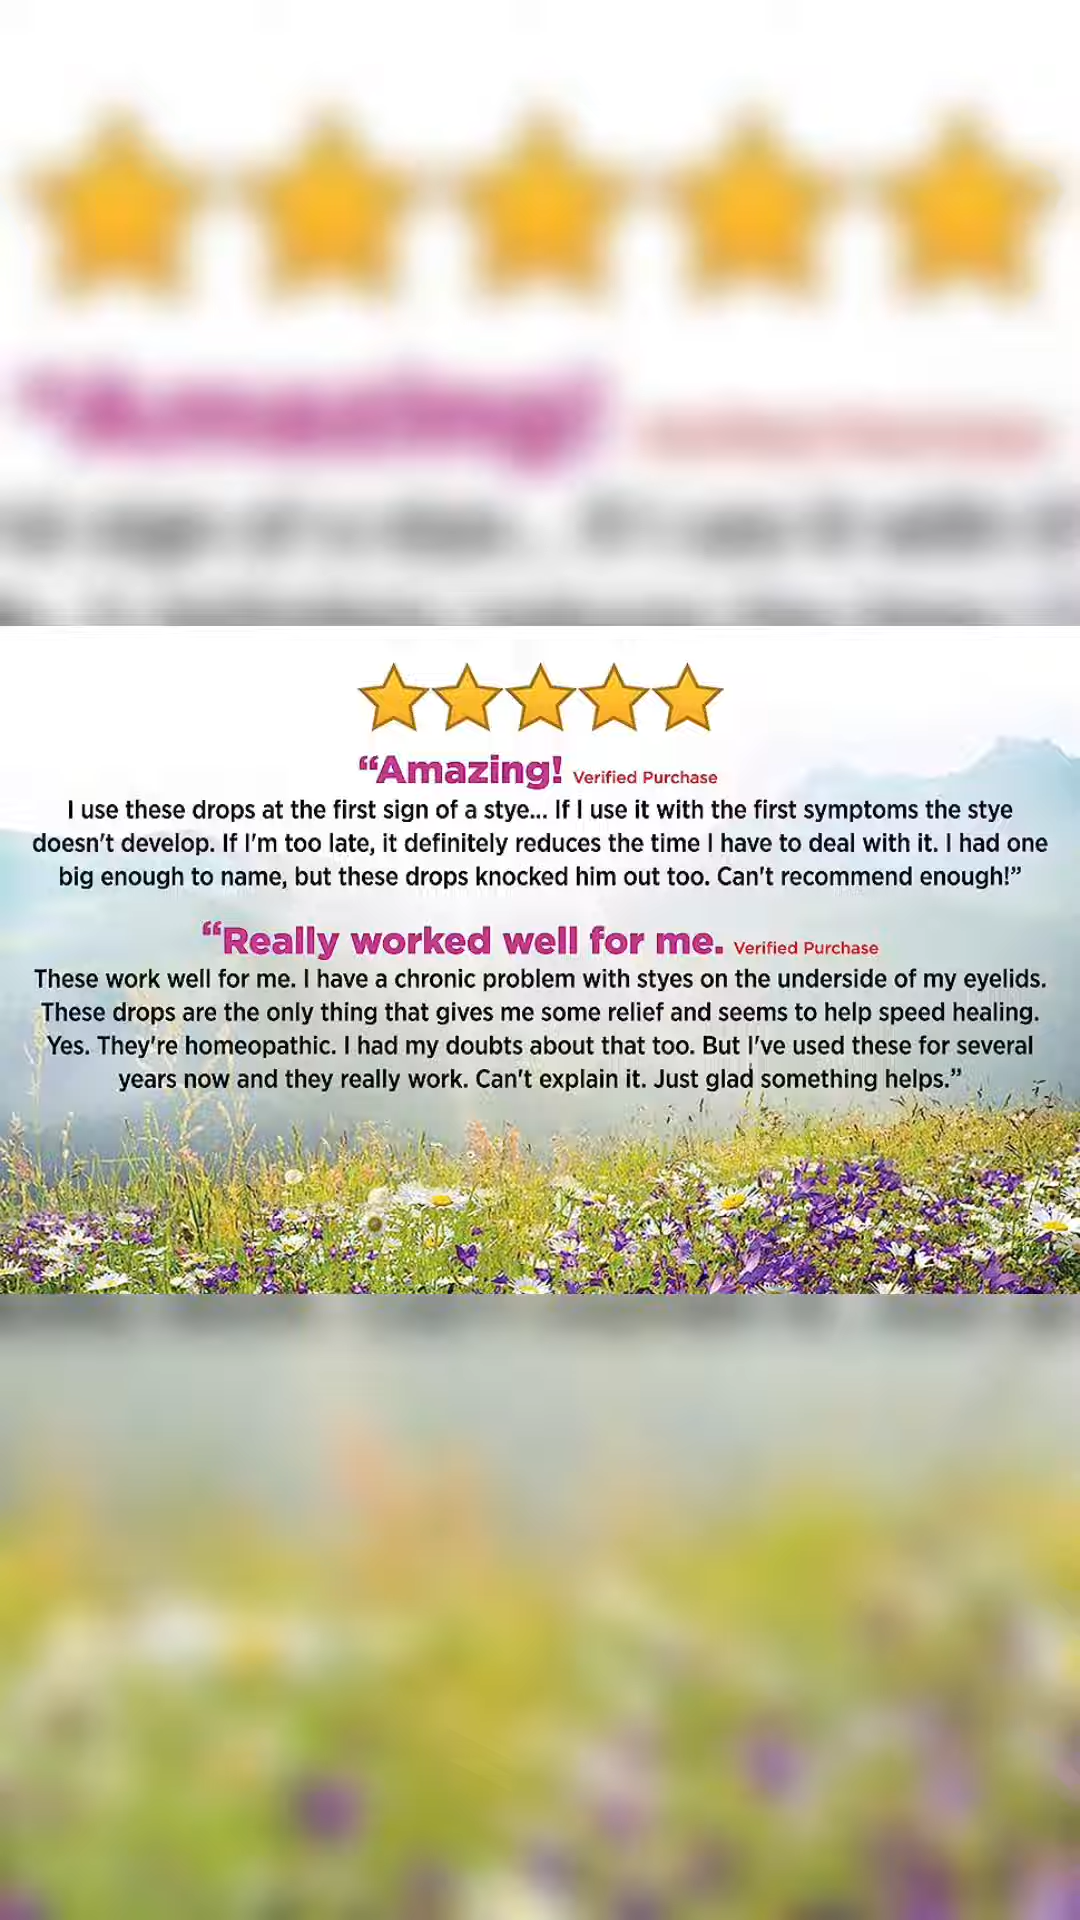 “Amazing! Verified Purchase
I use these drops at the first sign of a stye... If I use it with the first symptoms the stye
doesn't develop. If I'm too late, it definitely reduces the time I have to deal with it. I had one
big enough to name, but these drops knocked him out too. Can't recommend enough!”
“Really worked well for me. Verified Purchase
These work well for me. I have a chronic problem with styes on the underside of my eyelids.
These drops are the only thing that gives me some relief and seems to help speed healing.
Yes. They're homeopathic. I had my doubts about that too. But I've used these for several
years now and they really work. Can't explain it. Just glad something helps.”